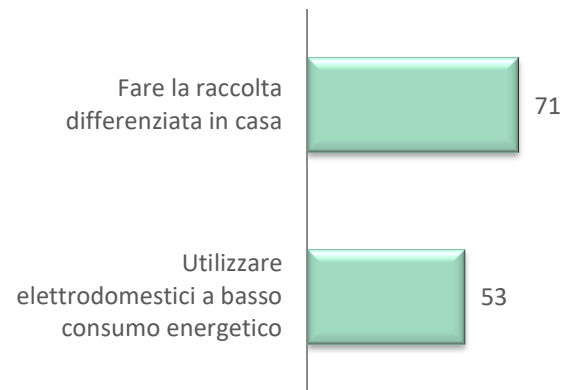 Fare la raccolta
differenziata in casa
71
Utilizzare
elettrodomestici a basso
consumo energetico
53